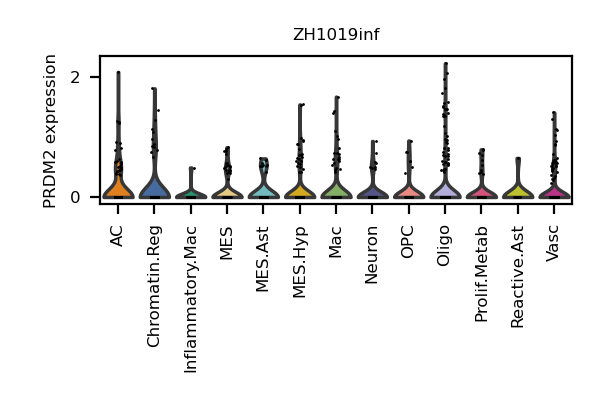 ZH1019inf
PRDM2 expression
2
0
AC
Chromatin.Reg
Inflammatory.Mac
MES
MES.Ast
MES.Hyp
Mac
Neuron
OPC
Oligo
Prolif.Metab
Reactive.Ast
Vasc